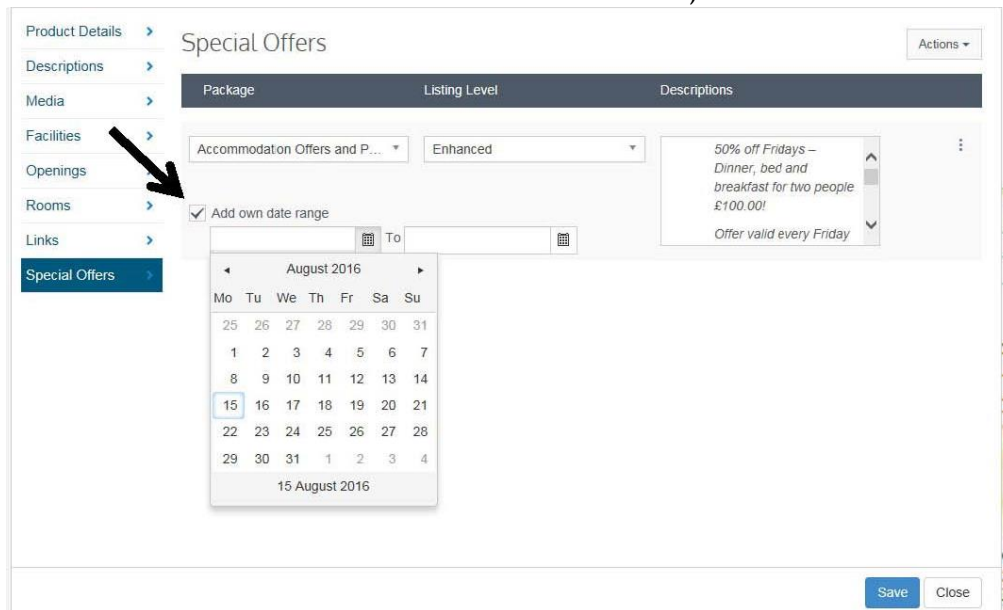 Product Details
Descriptions
Media
Facilities
Openings
Rooms
Links
Special Offers
Special Offers
Actions
Package Listing Level Descriptions
Accommodation Offers and P... Enhanced
50% off Fridays –
Dinner, bed and
breakfast for two people
£100.00!
Offer valid every Friday
Add own date range
To
August 2016
Mo Tu We Th Fr Sa Su
25 26 27 28 29 30 31
1 2 3 4 5 6 7
8 9 10 11 12 13 14
15 16 17 18 19 20 21
22 23 24 25 26 27 28
29 30 31 1 2 3 4
15 August 2016
Save Close